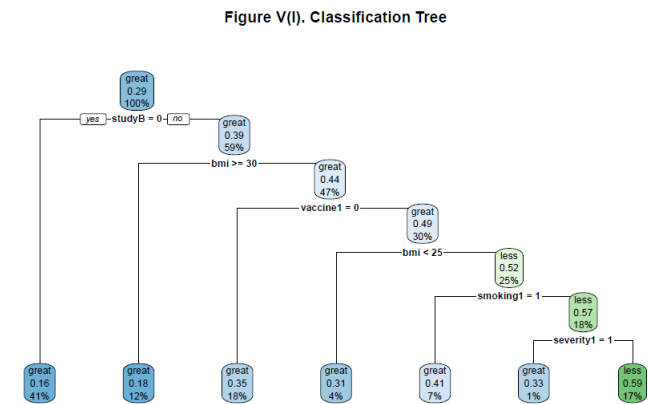 Figure V(I). Classification Tree
great
0.29
100%
yes studyB = 0 no
great
0.39
59%
bmi >= 30
great
0.44
47%
vaccine1 = 0
great
0.49
30%
bmi < 25
less
0.52
25%
smoking1 = 1
less
0.57
18%
severity1 = 1
great
0.16
41%
great
0.18
12%
great
0.35
18%
great
0.31
4%
great
0.41
7%
great
0.33
1%
less
0.59
17%